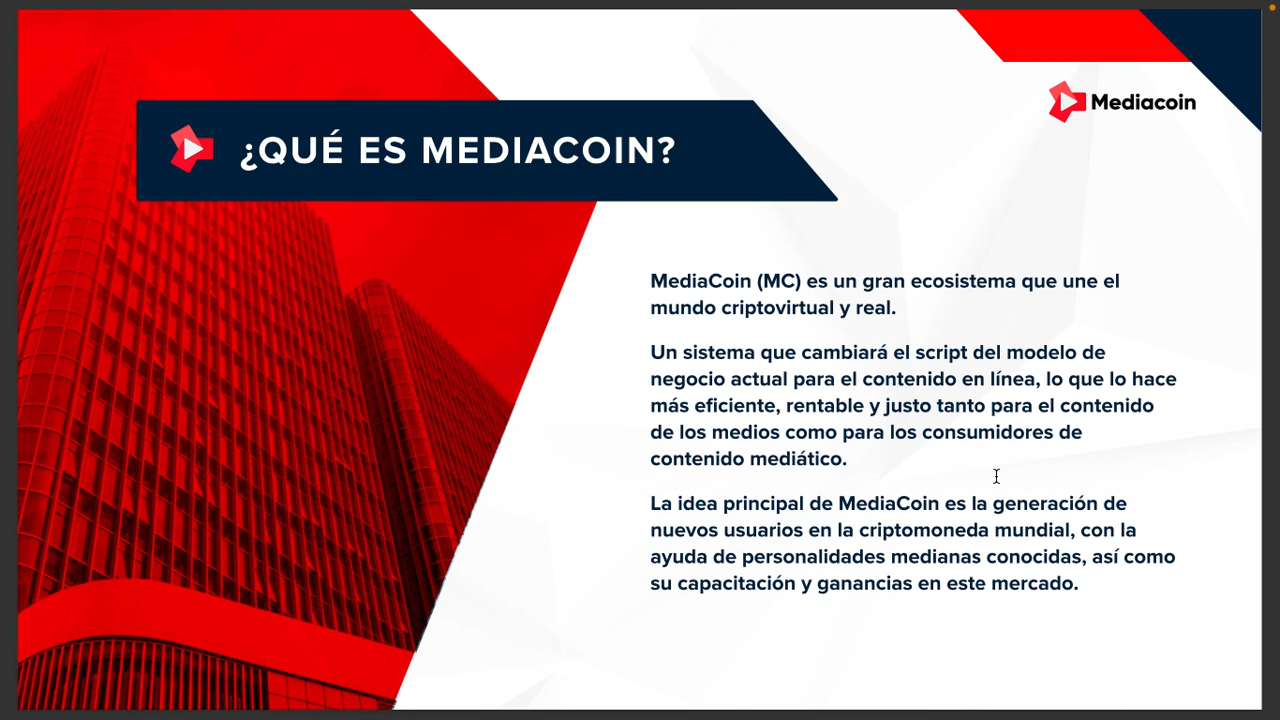 ¿QUÉ ES MEDIACOIN?
Mediacoin
MediaCoin (MC) es un gran ecosistema que une el
mundo criptovirtual y real.
Un sistema que cambiará el script del modelo de
negocio actual para el contenido en línea, lo que lo hace
más eficiente, rentable y justo tanto para el contenido
de los medios como para los consumidores de
contenido mediático.
La idea principal de MediaCoin es la generación de
nuevos usuarios en la criptomoneda mundial, con la
ayuda de personalidades medianas conocidas, así como
su capacitación y ganancias en este mercado.